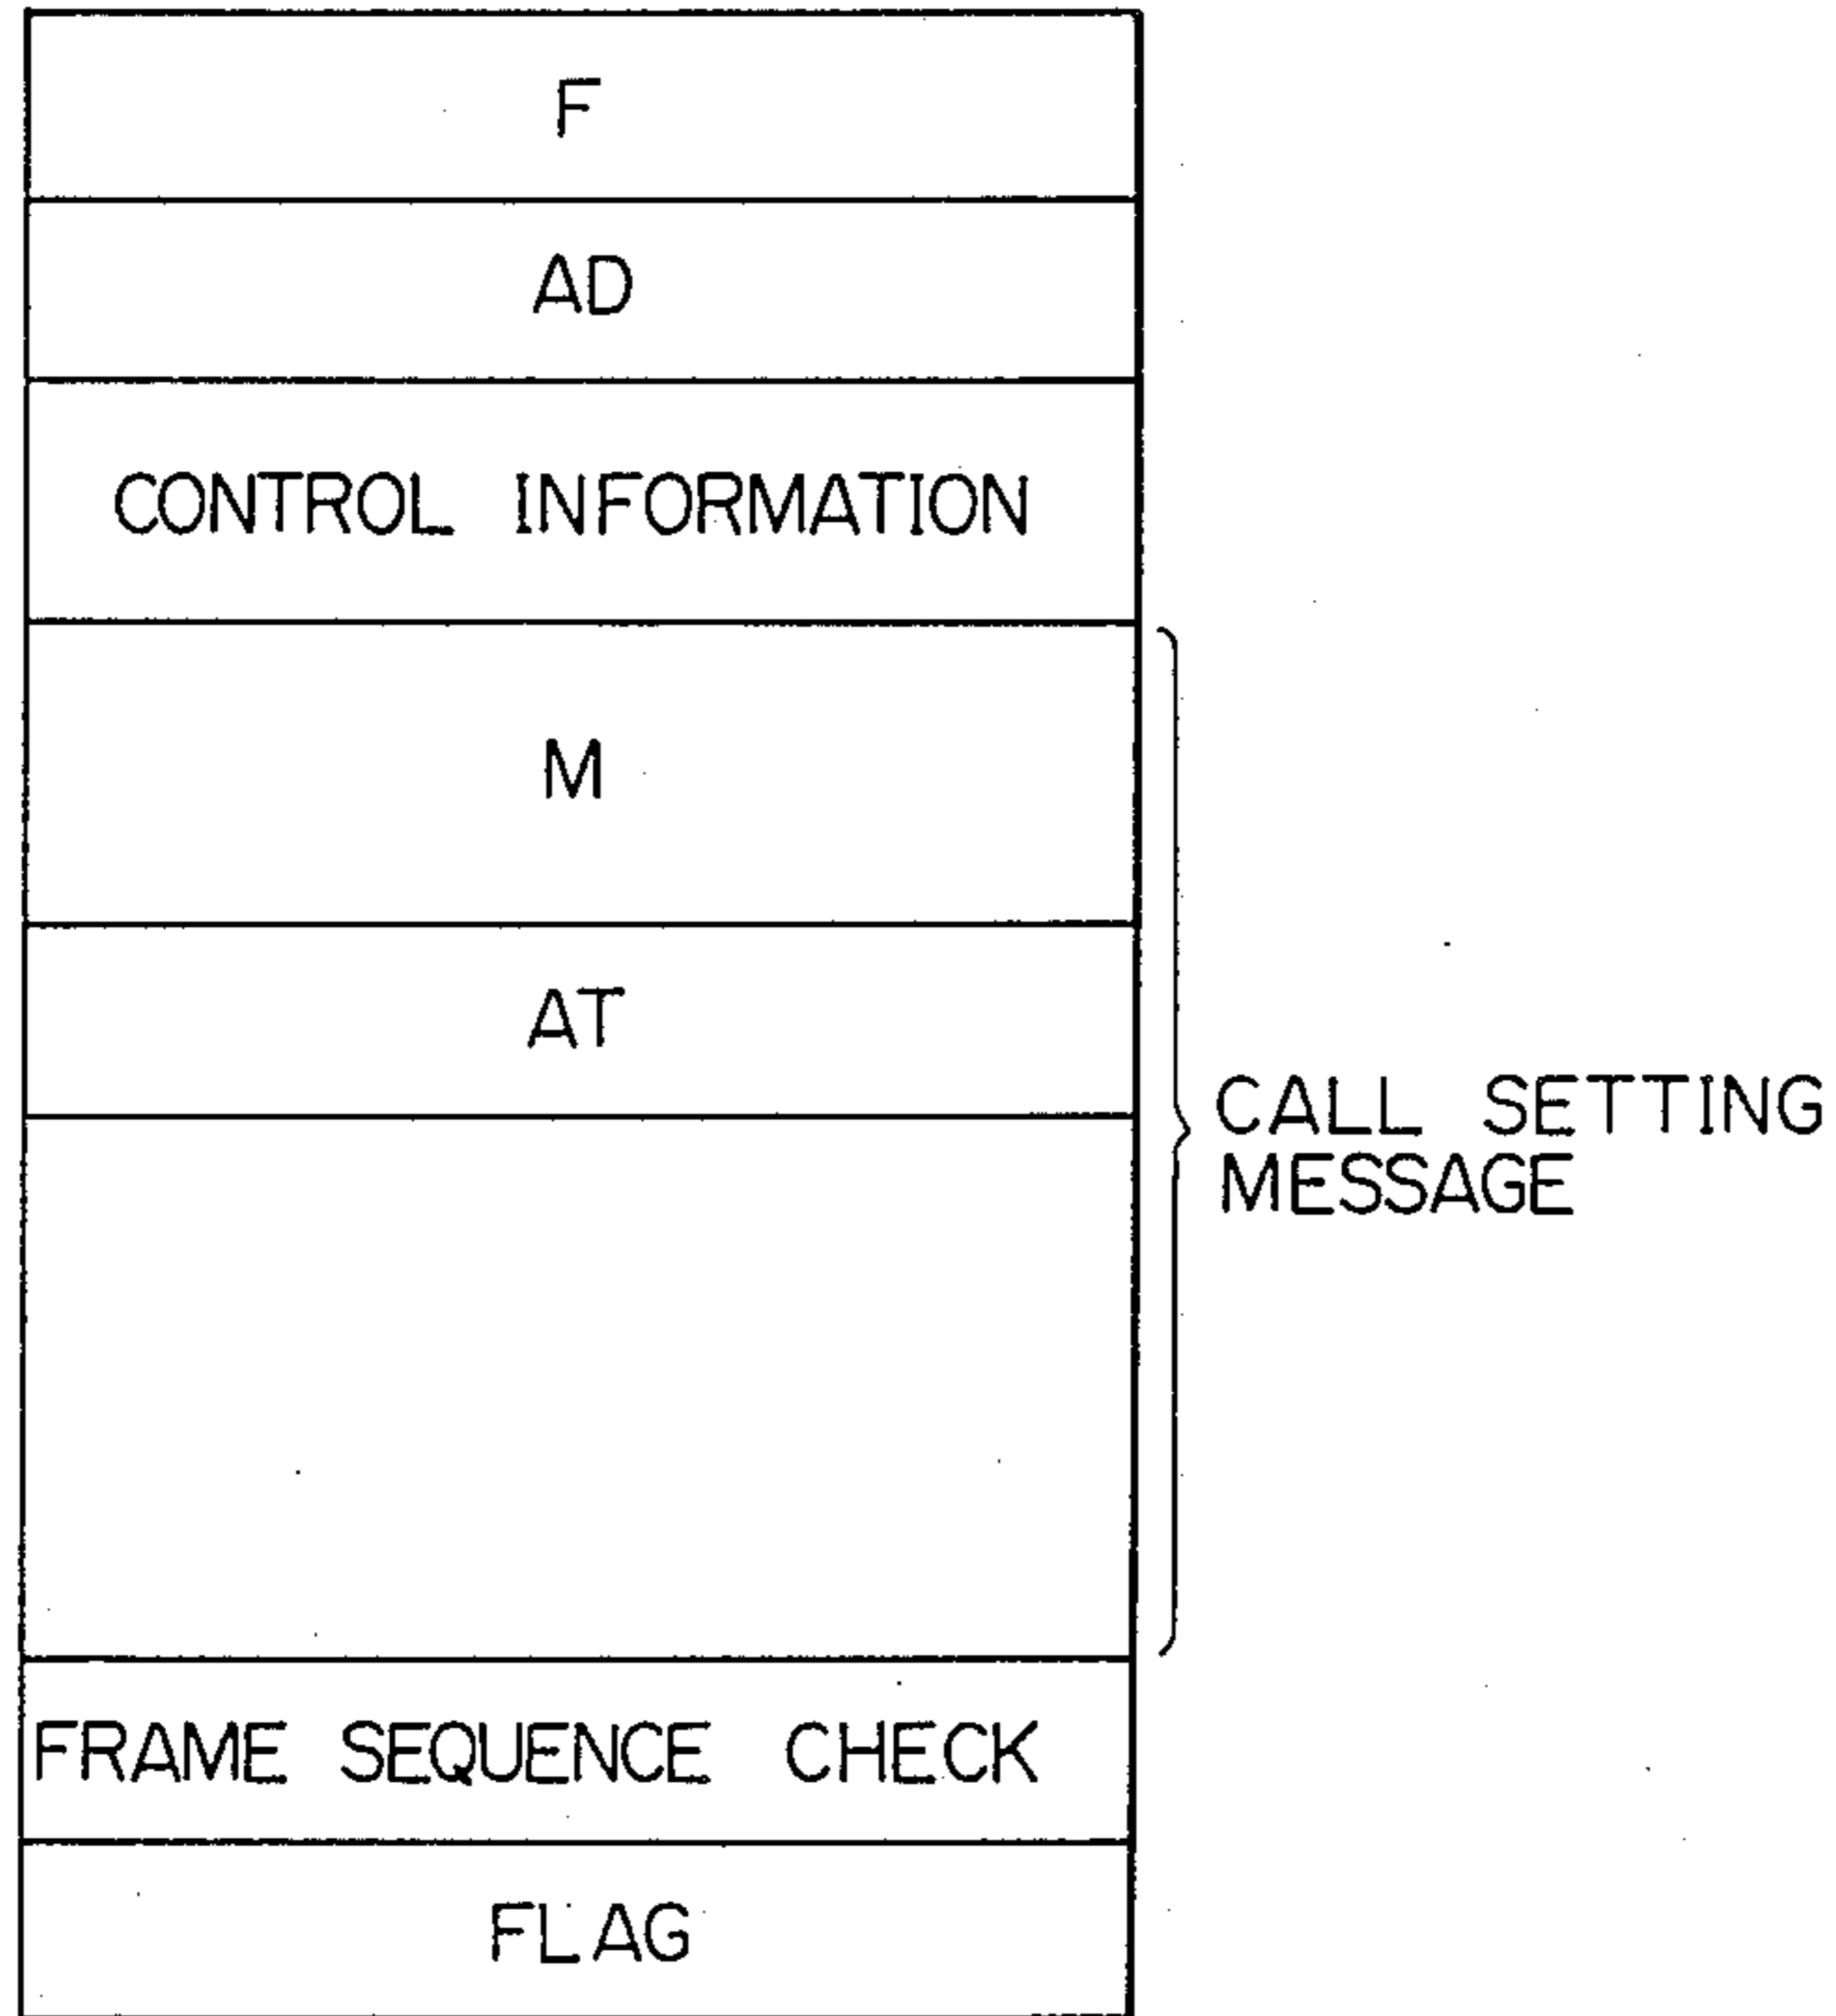 F
AD
CONTROL INFORMATION
M
AT
CALL SETTING
MESSAGE
FRAME SEQUENCE CHECK
FLAG